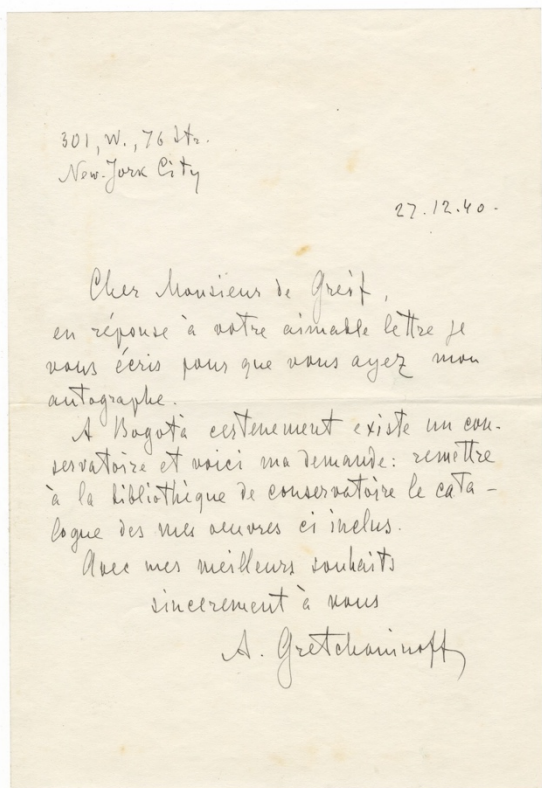 301, W., 76 Str.
New-York City
27.12.40.
Cher Monsieur de Greif,
en réponse à votre aimable lettre je
vous écris pour que vous ayez mon
autographe.
A Bogotà certenement existe un con-
servatoire et voici ma demande: remettre
à la bibliothèque de conservatoire le cata-
logue des mes oeuvres ci inclus.
Avec mes meilleurs souhaits
sincerement à vous
A. Gretchaninoff